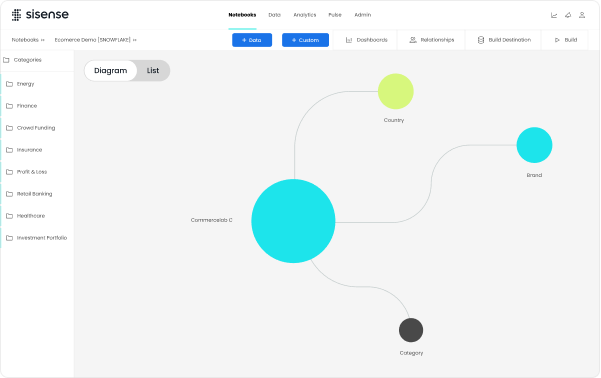 sisense
Notebooks Data Analytics Pulse Admin
Notebooks >> Ecomerce Demo [SNOWFLAKE] >>
+ Data + Custom Dashboards Relationships Build Destination Build
Categories
Energy
Finance
Crowd Funding
Insurance
Profit & Loss
Retail Banking
Healthcare
Investment Portfolio
Diagram List
Country
Brand
Commercelab C
Category